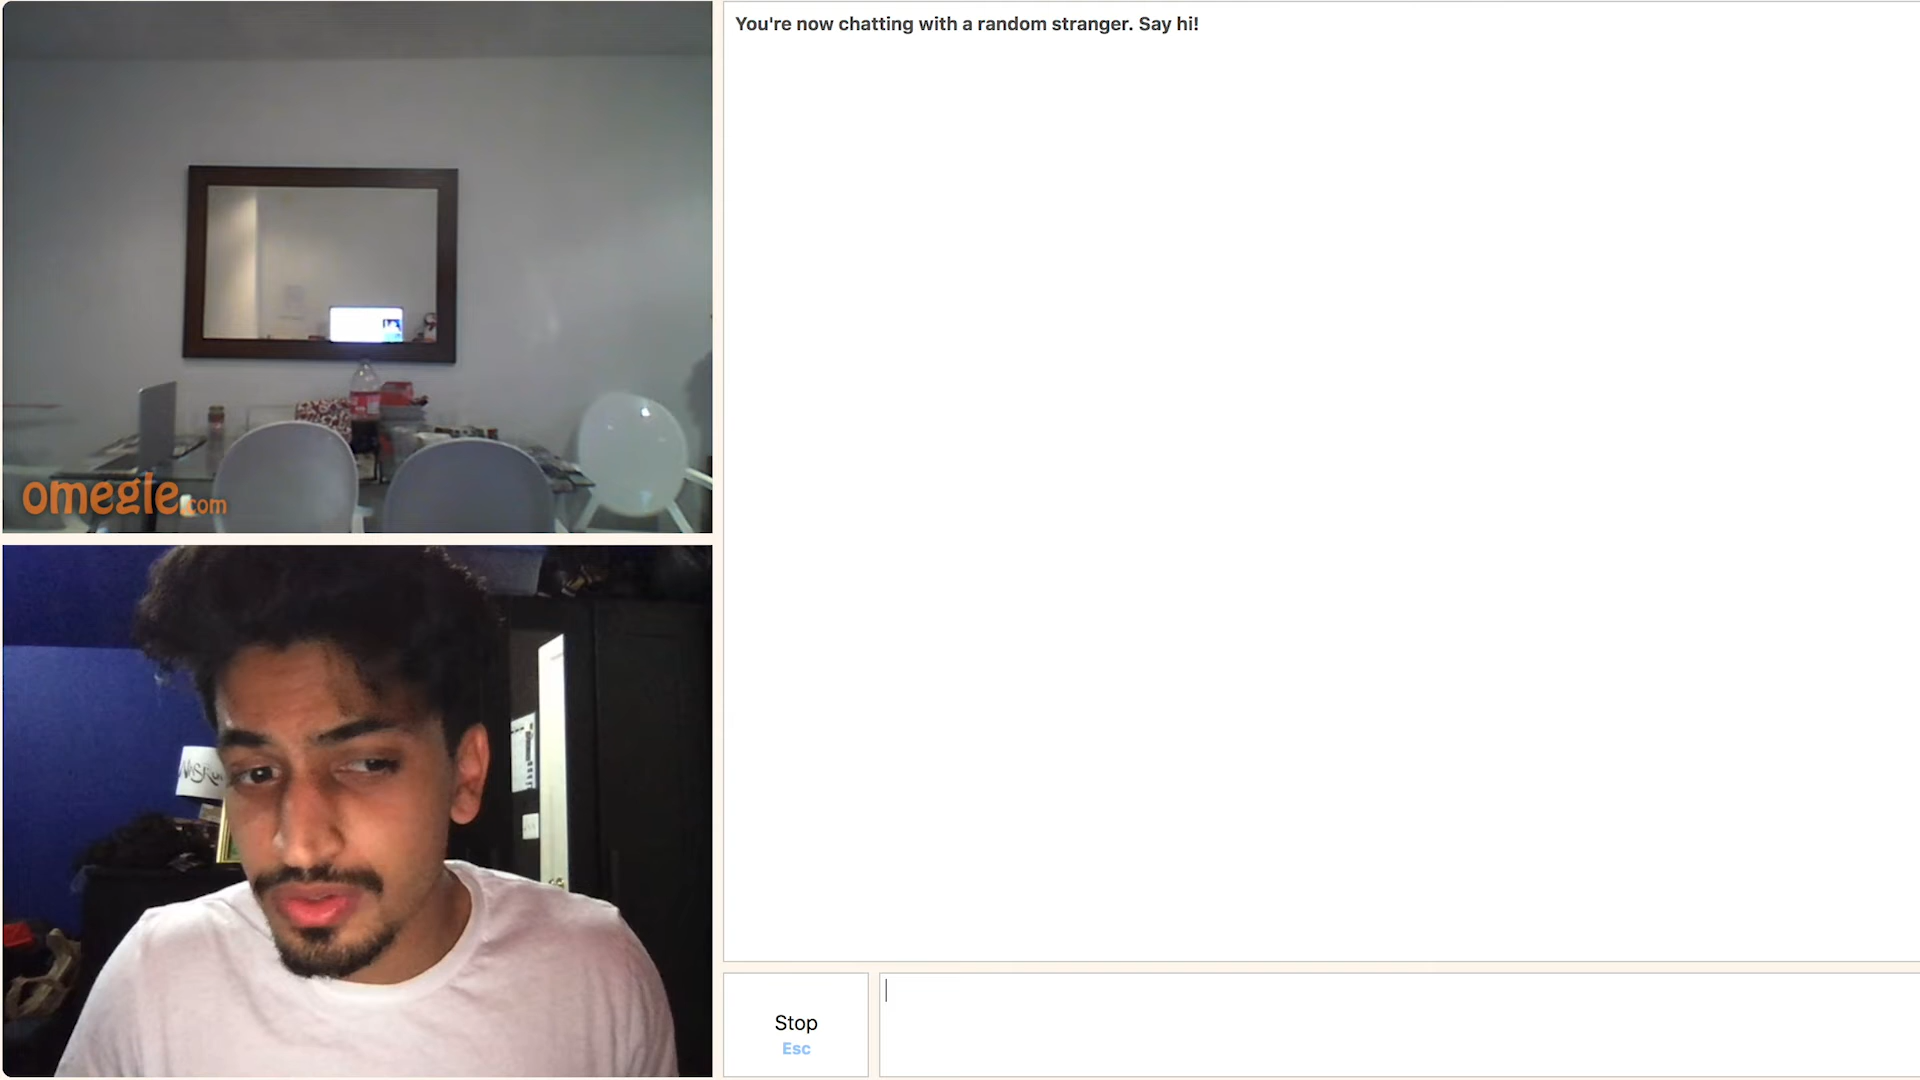 You're now chatting with a random stranger. Say hi!
omegle.com
Stop
Esc